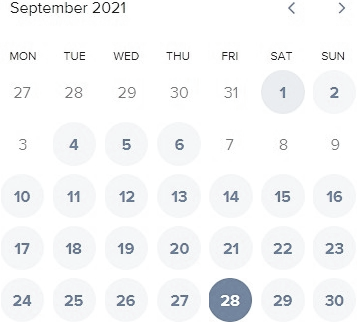 September 2021
MON TUE WED THU FRI SAT SUN
27 28 29 30 31 1 2
3 4 5 6 7 8 9
10 11 12 13 14 15 16
17 18 19 20 21 22 23
24 25 26 27 28 29 30